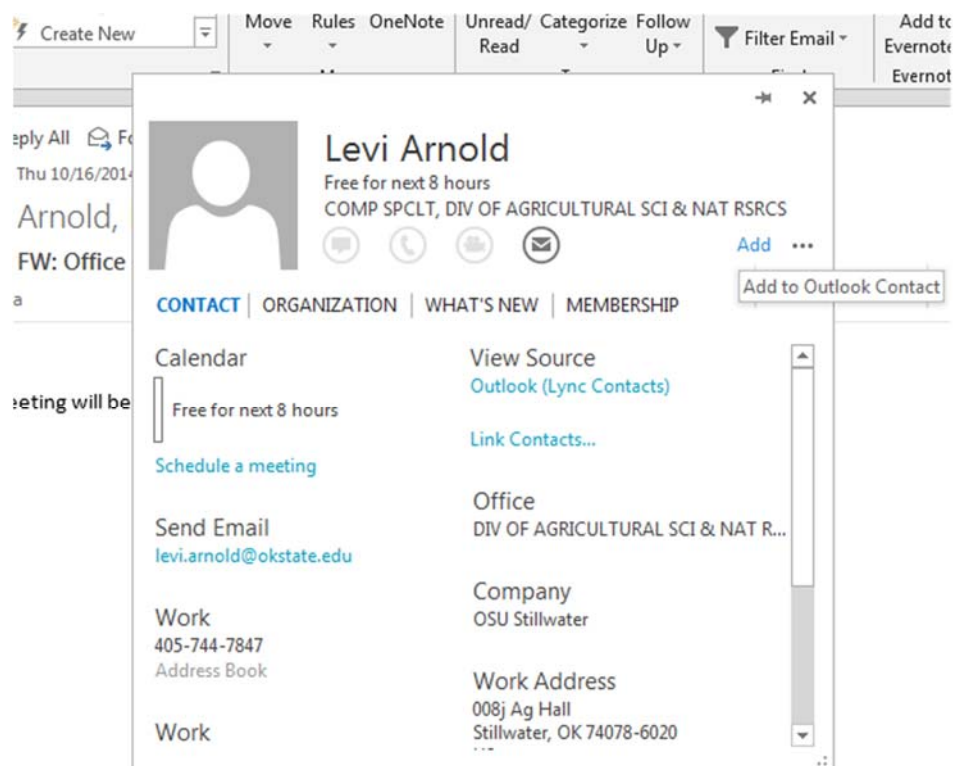 Create New
Move Rules OneNote Unread/ Categorize Follow Add to
Read Up Filter Email Evernote
Evernot
eply All Fo
Thu 10/16/2014
Arnold,
FW: Office
a
eeting will be
Levi Arnold
Free for next 8 hours
COMP SPCLT, DIV OF AGRICULTURAL SCI & NAT RSRCS
Add ...
Add to Outlook Contact
CONTACT | ORGANIZATION | WHAT'S NEW | MEMBERSHIP
Calendar
Free for next 8 hours
Schedule a meeting
Send Email
levi.arnold@okstate.edu
Work
405-744-7847
Address Book
Work
View Source
Outlook (Lync Contacts)
Link Contacts...
Office
DIV OF AGRICULTURAL SCI & NAT R...
Company
OSU Stillwater
Work Address
008j Ag Hall
Stillwater, OK 74078-6020